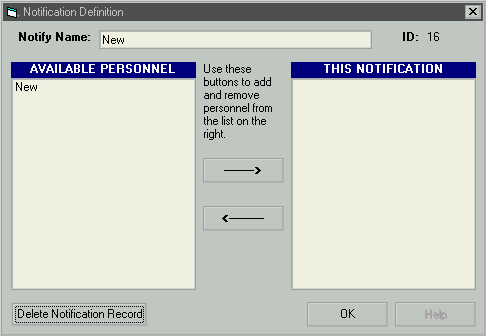 Notification Definition
Notify Name: New ID: 16
AVAILABLE PERSONNEL
New
Use these
buttons to add
and remove
personnel from
the list on the
right.
THIS NOTIFICATION
Delete Notification Record
OK
Help